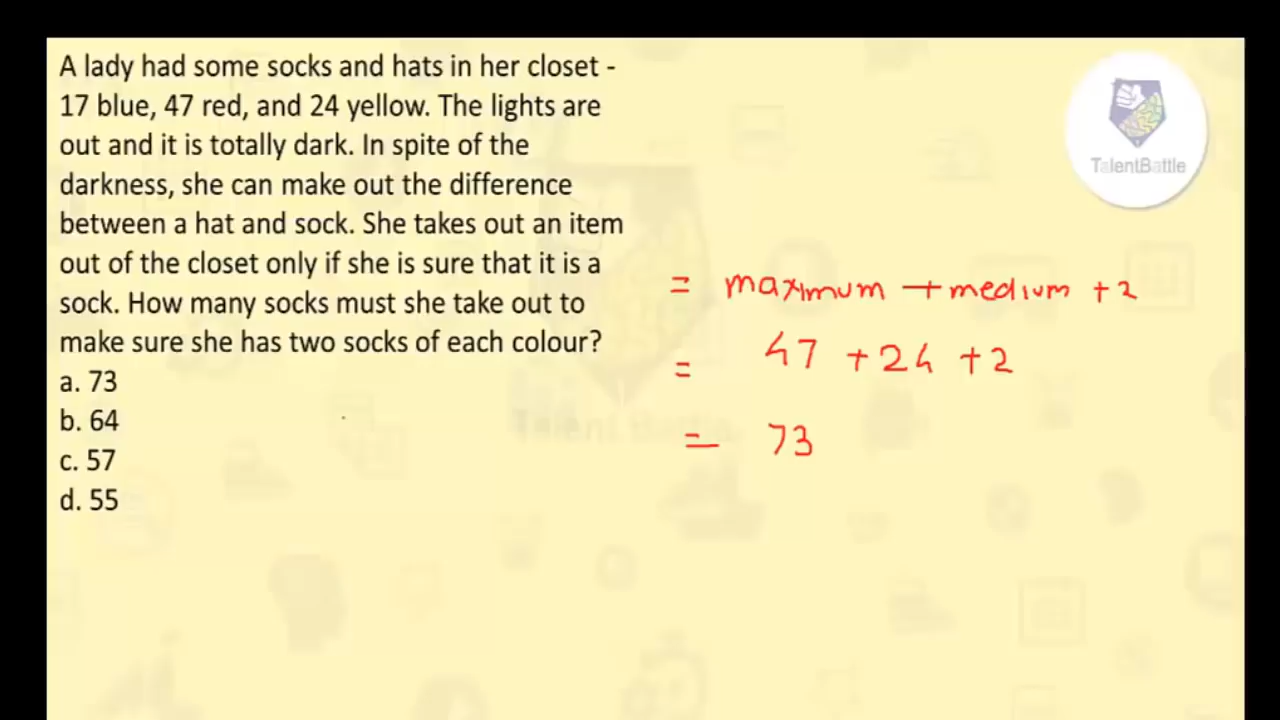 A lady had some socks and hats in her closet -
17 blue, 47 red, and 24 yellow. The lights are
out and it is totally dark. In spite of the
darkness, she can make out the difference
between a hat and sock. She takes out an item
out of the closet only if she is sure that it is a
sock. How many socks must she take out to
make sure she has two socks of each colour?
a. 73
b. 64
c. 57
d. 55
TalentBattle
= maximum + medium + 2
= 47 + 24 + 2
= 73
Talent Battle